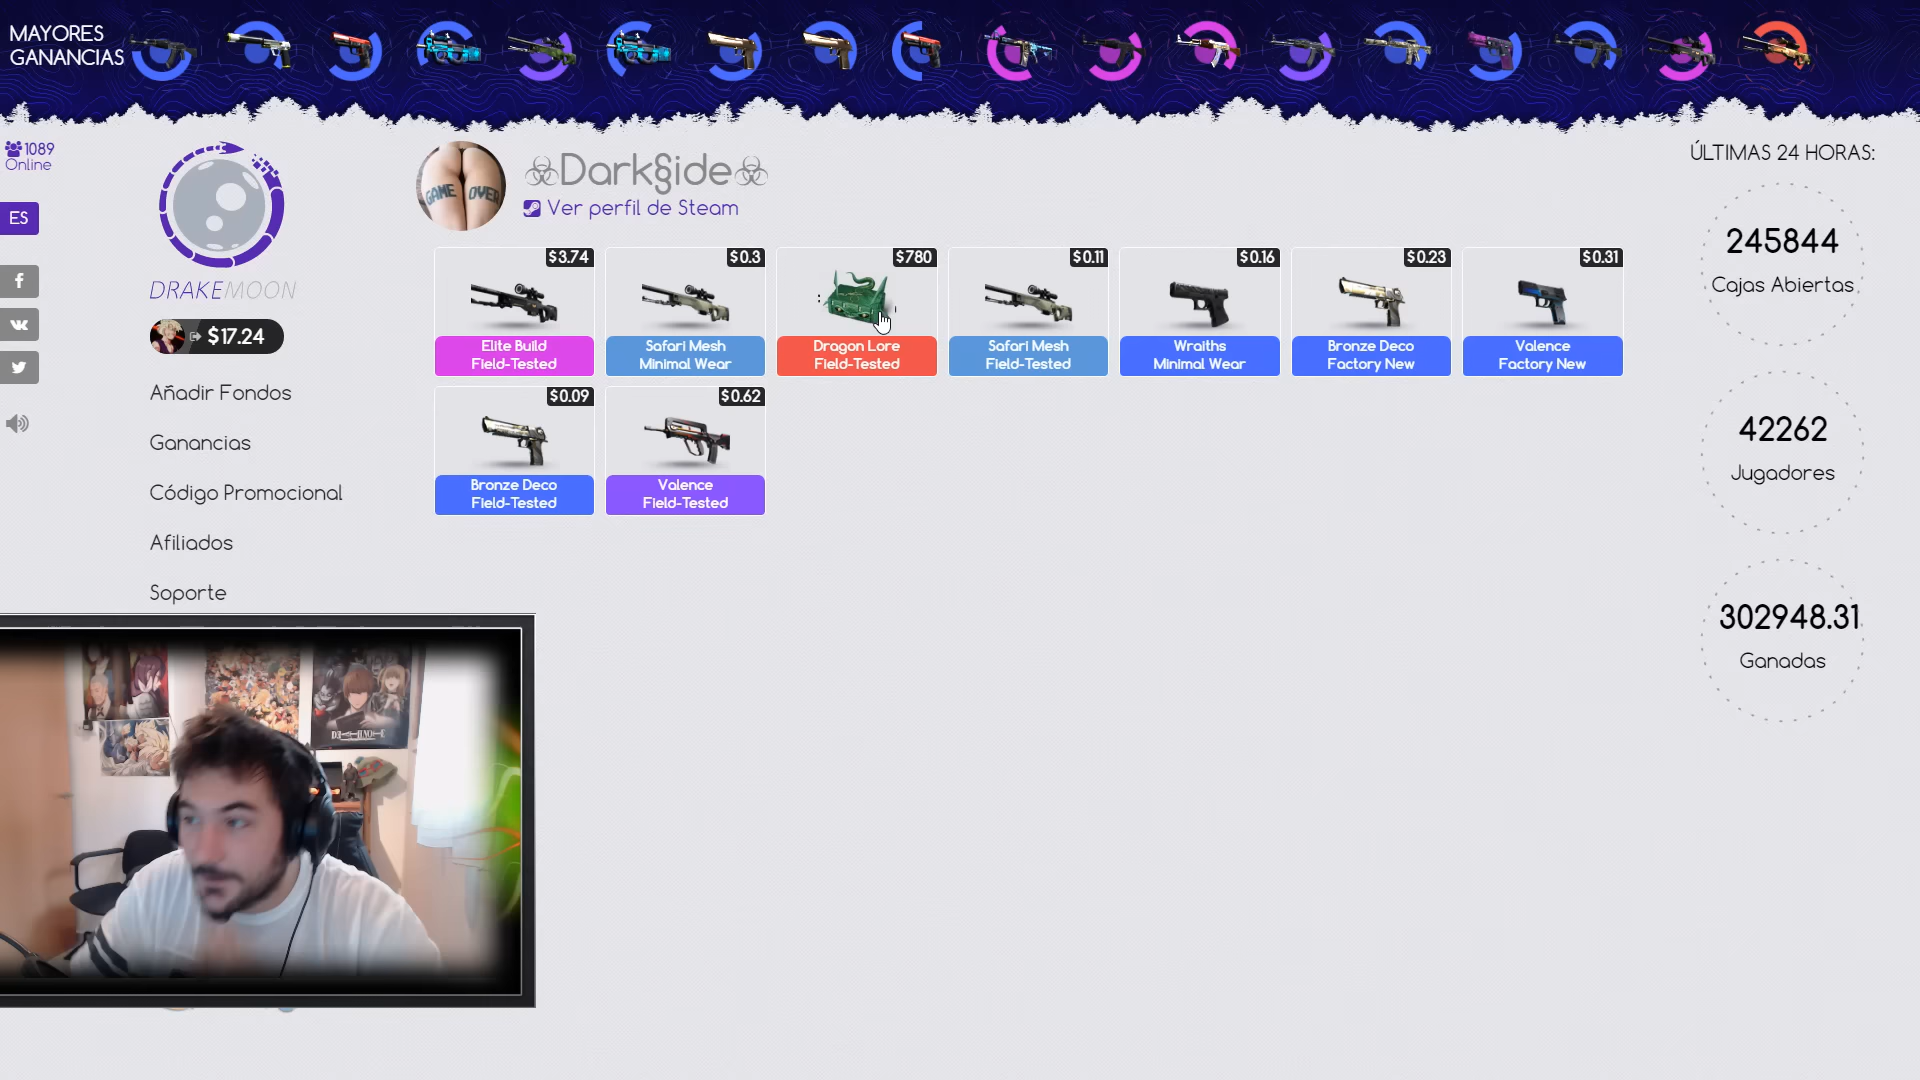 MAYORES
GANANCIAS
1089
Online
ES
DRAKEMOON
$17.24
Añadir Fondos
Ganancias
Código Promocional
Afiliados
Soporte
GAME OVER
☣Dark§ide☣
Ver perfil de Steam
$3.74
Elite Build
Field-Tested
$0.3
Safari Mesh
Minimal Wear
$780
Dragon Lore
Field-Tested
$0.11
Safari Mesh
Field-Tested
$0.16
Wraiths
Minimal Wear
$0.23
Bronze Deco
Factory New
$0.31
Valence
Factory New
$0.09
Bronze Deco
Field-Tested
$0.62
Valence
Field-Tested
ÚLTIMAS 24 HORAS:
245844
Cajas Abiertas
42262
Jugadores
302948.31
Ganadas